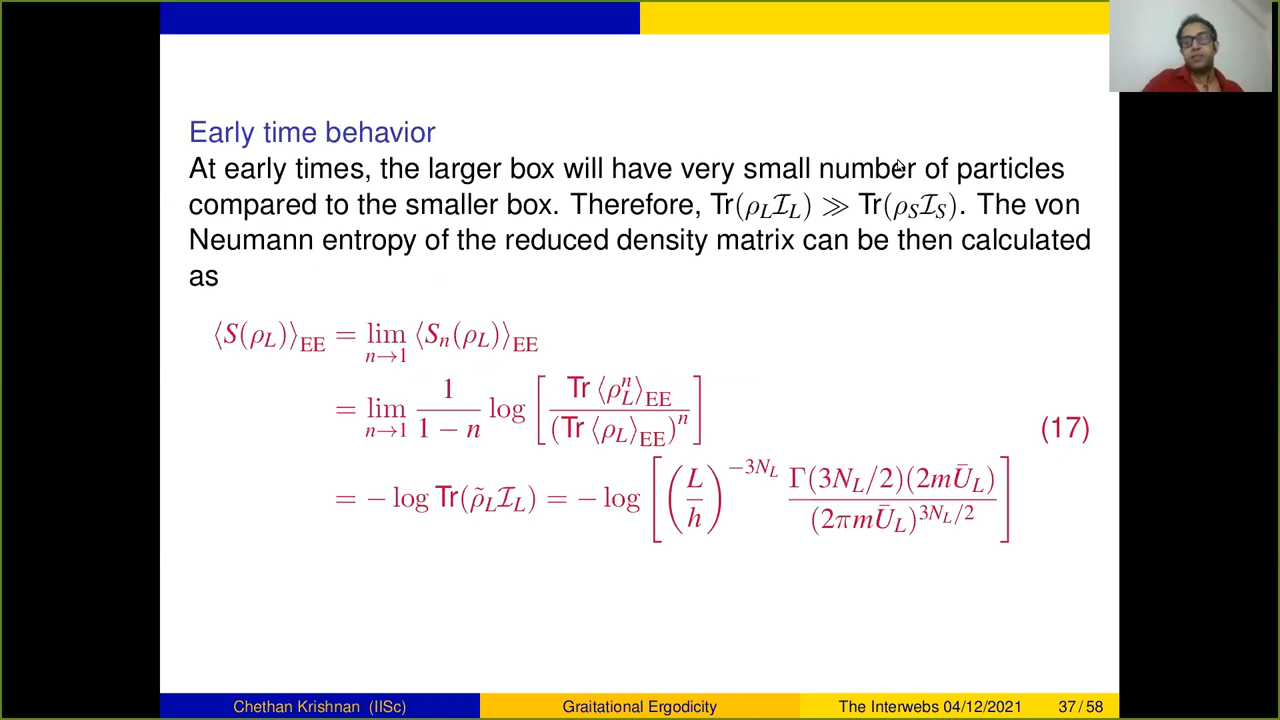 Early time behavior
At early times, the larger box will have very small number of particles
compared to the smaller box. Therefore, Tr(ρ_L ℐ_L) ≫ Tr(ρ_S ℐ_S). The von
Neumann entropy of the reduced density matrix can be then calculated
as
⟨S(ρ_L)⟩_EE = lim_{n→1} ⟨S_n(ρ_L)⟩_EE
= lim_{n→1} 1/(1 − n) log [ Tr ⟨ρ_L^n⟩_EE / (Tr ⟨ρ_L⟩_EE)^n ] (17)
= − log Tr(ρ̃_L ℐ_L) = − log [ (L/h)^{−3N_L} Γ(3N_L/2)(2mŪ_L) / (2πmŪ_L)^{3N_L/2} ]
Chethan Krishnan (IISc) Graitational Ergodicity The Interwebs 04/12/2021 37 / 58